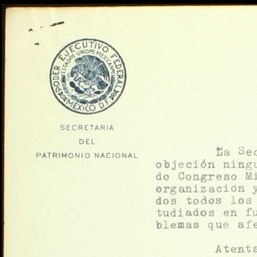 PODER EJECUTIVO FEDERAL
ESTADOS UNIDOS MEXICANOS
MEXICO D.F.
SECRETARIA
DEL
PATRIMONIO NACIONAL
La Sec
objeción ningu
do Congreso Mi
organización y
dos todos los
tudiados en fu
blemas que afe
Atenta